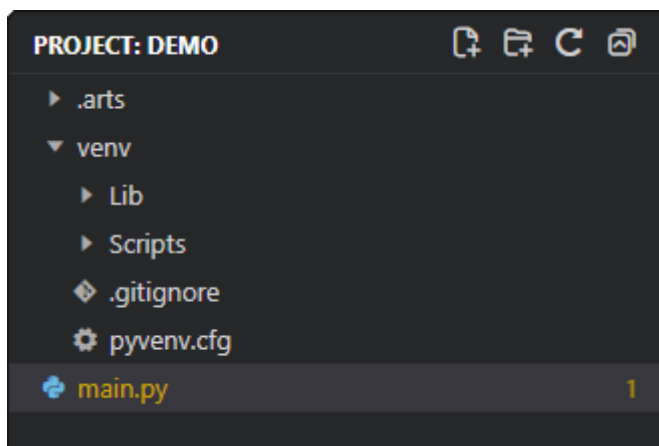 PROJECT: DEMO
.arts
venv
Lib
Scripts
.gitignore
pyvenv.cfg
main.py 1